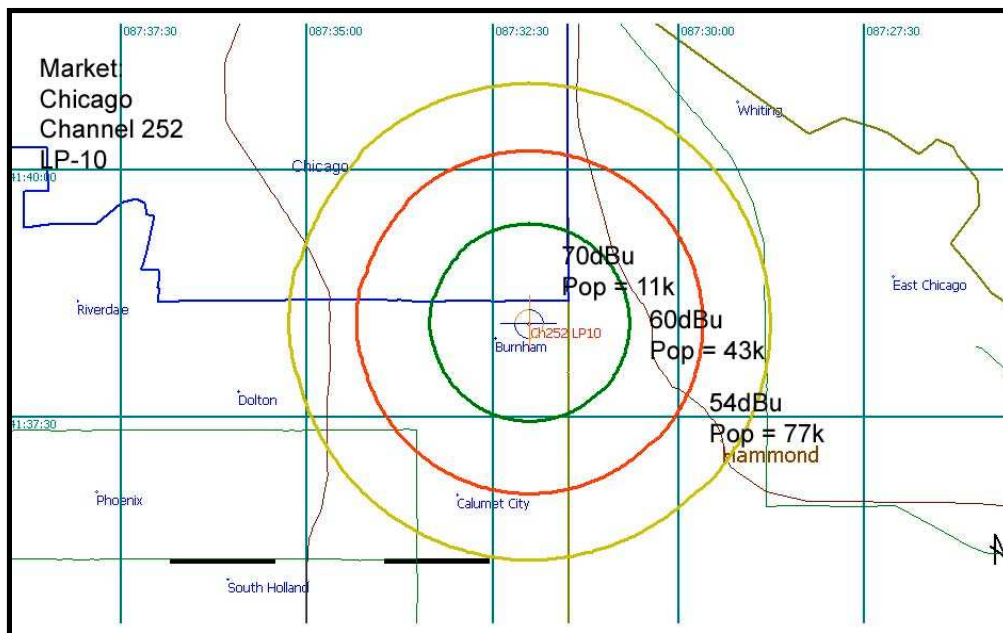 087:37:30
087:35:00
087:32:30
087:30:00
087:27:30
Market:
Chicago
Channel 252
LP-10
Whiting
Chicago
41:40:00
70dBu
Pop = 11k
East Chicago
Riverdale
60dBu
Pop = 43k
Ch252 LP10
Burnham
Dolton
54dBu
Pop = 77k
41:37:30
Hammond
Phoenix
Calumet City
N
South Holland